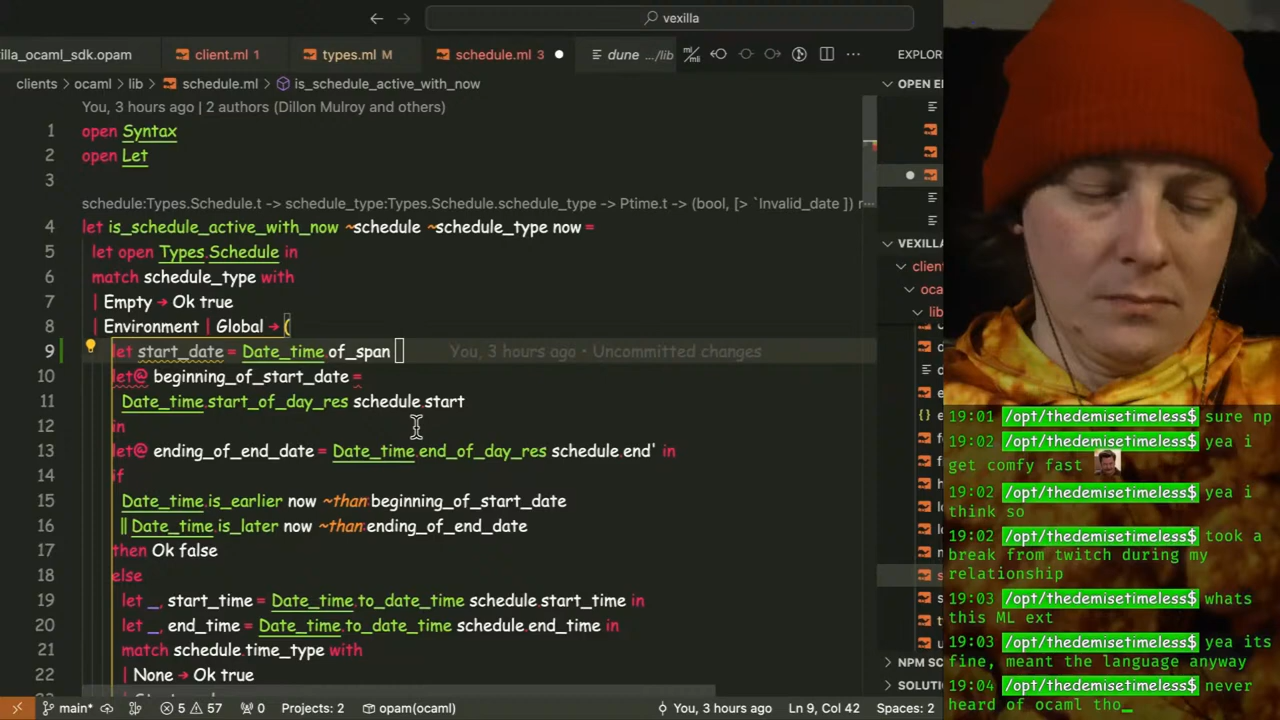 vexilla
lla_ocaml_sdk.opam
client.ml 1
types.ml M
schedule.ml 3
dune .../lib
EXPLOR
clients > ocaml > lib > schedule.ml > is_schedule_active_with_now
OPEN E
You, 3 hours ago | 2 authors (Dillon Mulroy and others)
1 open Syntax
2 open Let
3
schedule:Types.Schedule.t -> schedule_type:Types.Schedule.schedule_type -> Ptime.t -> (bool, [> `Invalid_date ]) r
4 let is_schedule_active_with_now ~schedule ~schedule_type now =
5 let open Types.Schedule in
6 match schedule_type with
7 | Empty → Ok true
8 | Environment | Global → (
9 let start_date = Date_time.of_span
You, 3 hours ago • Uncommitted changes
10 let@ beginning_of_start_date =
11 Date_time.start_of_day_res schedule.start
12 in
13 let@ ending_of_end_date = Date_time.end_of_day_res schedule.end' in
14 if
15 Date_time.is_earlier now ~than:beginning_of_start_date
16 || Date_time.is_later now ~than:ending_of_end_date
17 then Ok false
18 else
19 let _, start_time = Date_time.to_date_time schedule.start_time in
20 let _, end_time = Date_time.to_date_time schedule.end_time in
21 match schedule.time_type with
22 | None → Ok true
VEXILL
client
oca
lib
NPM SC
SOLUTIO
main*
5 57
0
Projects: 2
opam(ocaml)
You, 3 hours ago
Ln 9, Col 42
Spaces: 2
19:01 /opt/thedemisetimeless$ sure np
19:02 /opt/thedemisetimeless$ yea i
get comfy fast
19:02 /opt/thedemisetimeless$ yea i
think so
19:02 /opt/thedemisetimeless$ took a
break from twitch during my
relationship
19:03 /opt/thedemisetimeless$ whats
this ML ext
19:03 /opt/thedemisetimeless$ yea its
fine, meant the language anyway
19:04 /opt/thedemisetimeless$ never
heard of ocaml tho_